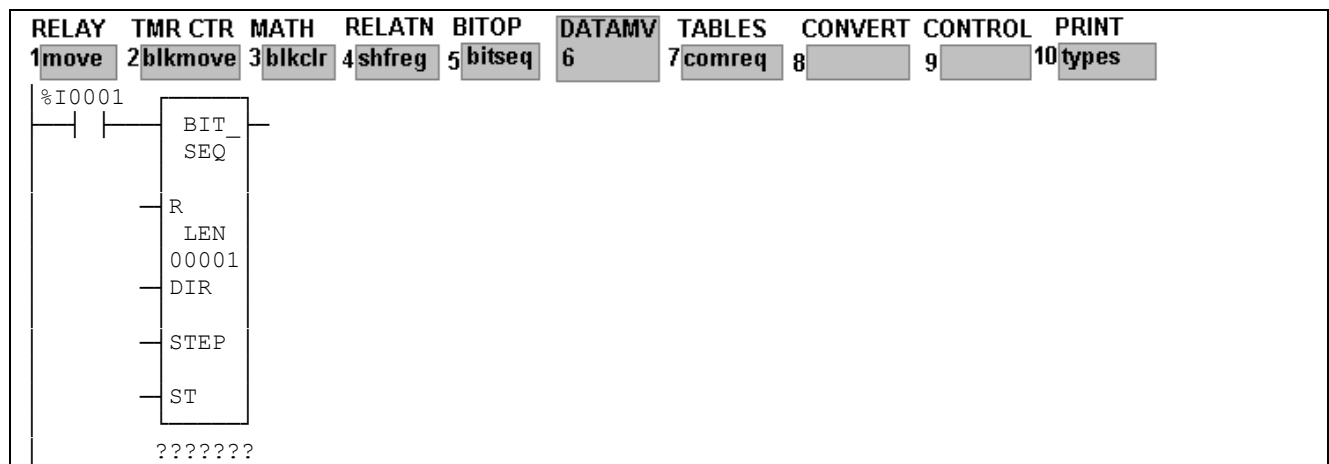 RELAY TMR CTR MATH RELATN BITOP DATAMV TABLES CONVERT CONTROL PRINT
1 move 2 blkmove 3 blkclr 4 shfreg 5 bitseq 6 7 comreq 8 9 10 types
%I0001
BIT_
SEQ
R
LEN
00001
DIR
STEP
ST
???????